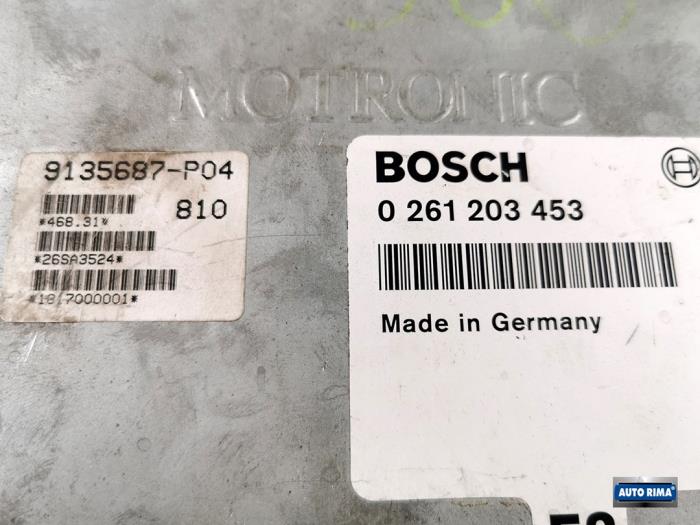 MOTRONIC
9135687-P04
810
*468.31*
*26SA3524*
*1817000001*
BOSCH
0 261 203 453
Made in Germany
AUTO RIMA